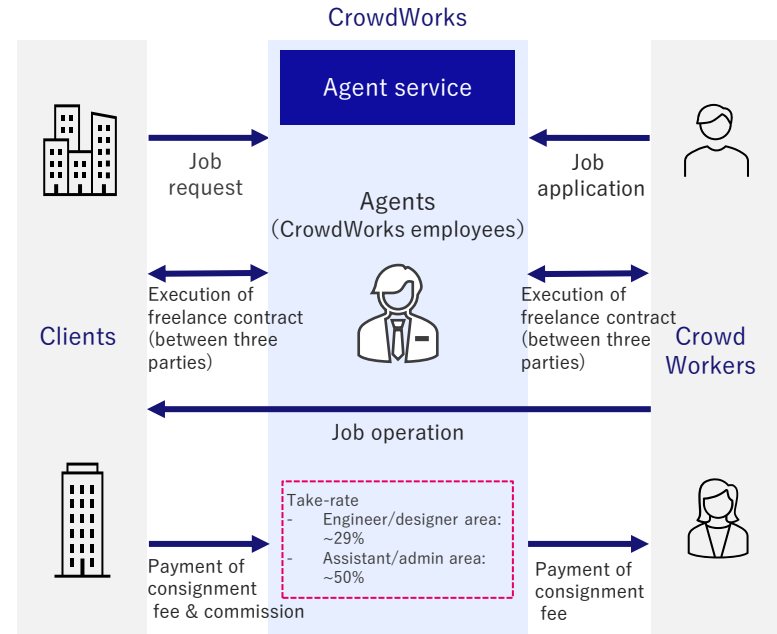 CrowdWorks
Agent service
Job
request
Job
application
Agents
(CrowdWorks employees)
Execution of
freelance contract
(between three
parties)
Execution of
freelance contract
(between three
parties)
Clients
Crowd
Workers
Job operation
Take-rate
- Engineer/designer area:
~29%
- Assistant/admin area:
~50%
Payment of
consignment
fee & commission
Payment of
consignment
fee